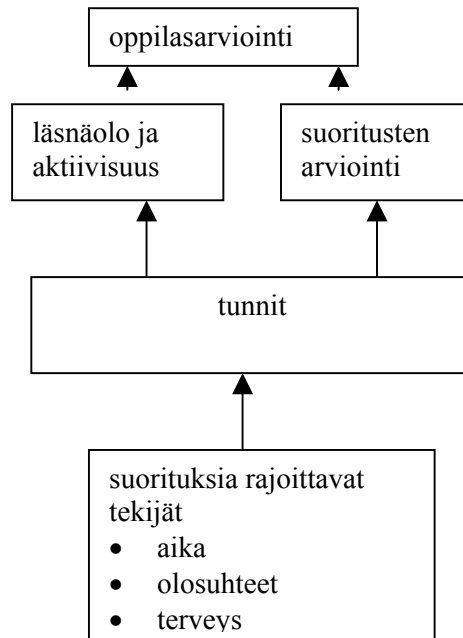 oppilasarviointi
läsnäolo ja
aktiivisuus
suoritusten
arviointi
tunnit
suorituksia rajoittavat
tekijät
• aika
• olosuhteet
• terveys